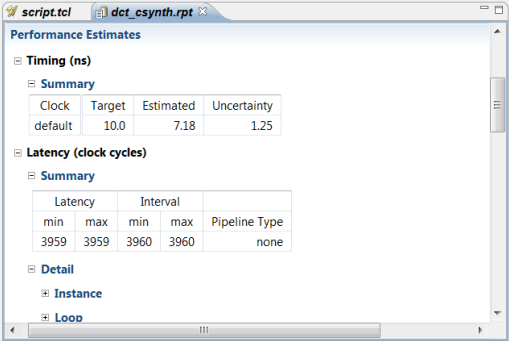 script.tcl dct_csynth.rpt
Performance Estimates
Timing (ns)
Summary
Clock Target Estimated Uncertainty
default 10.0 7.18 1.25
Latency (clock cycles)
Summary
Latency Interval
min max min max Pipeline Type
3959 3959 3960 3960 none
Detail
Instance
Loop